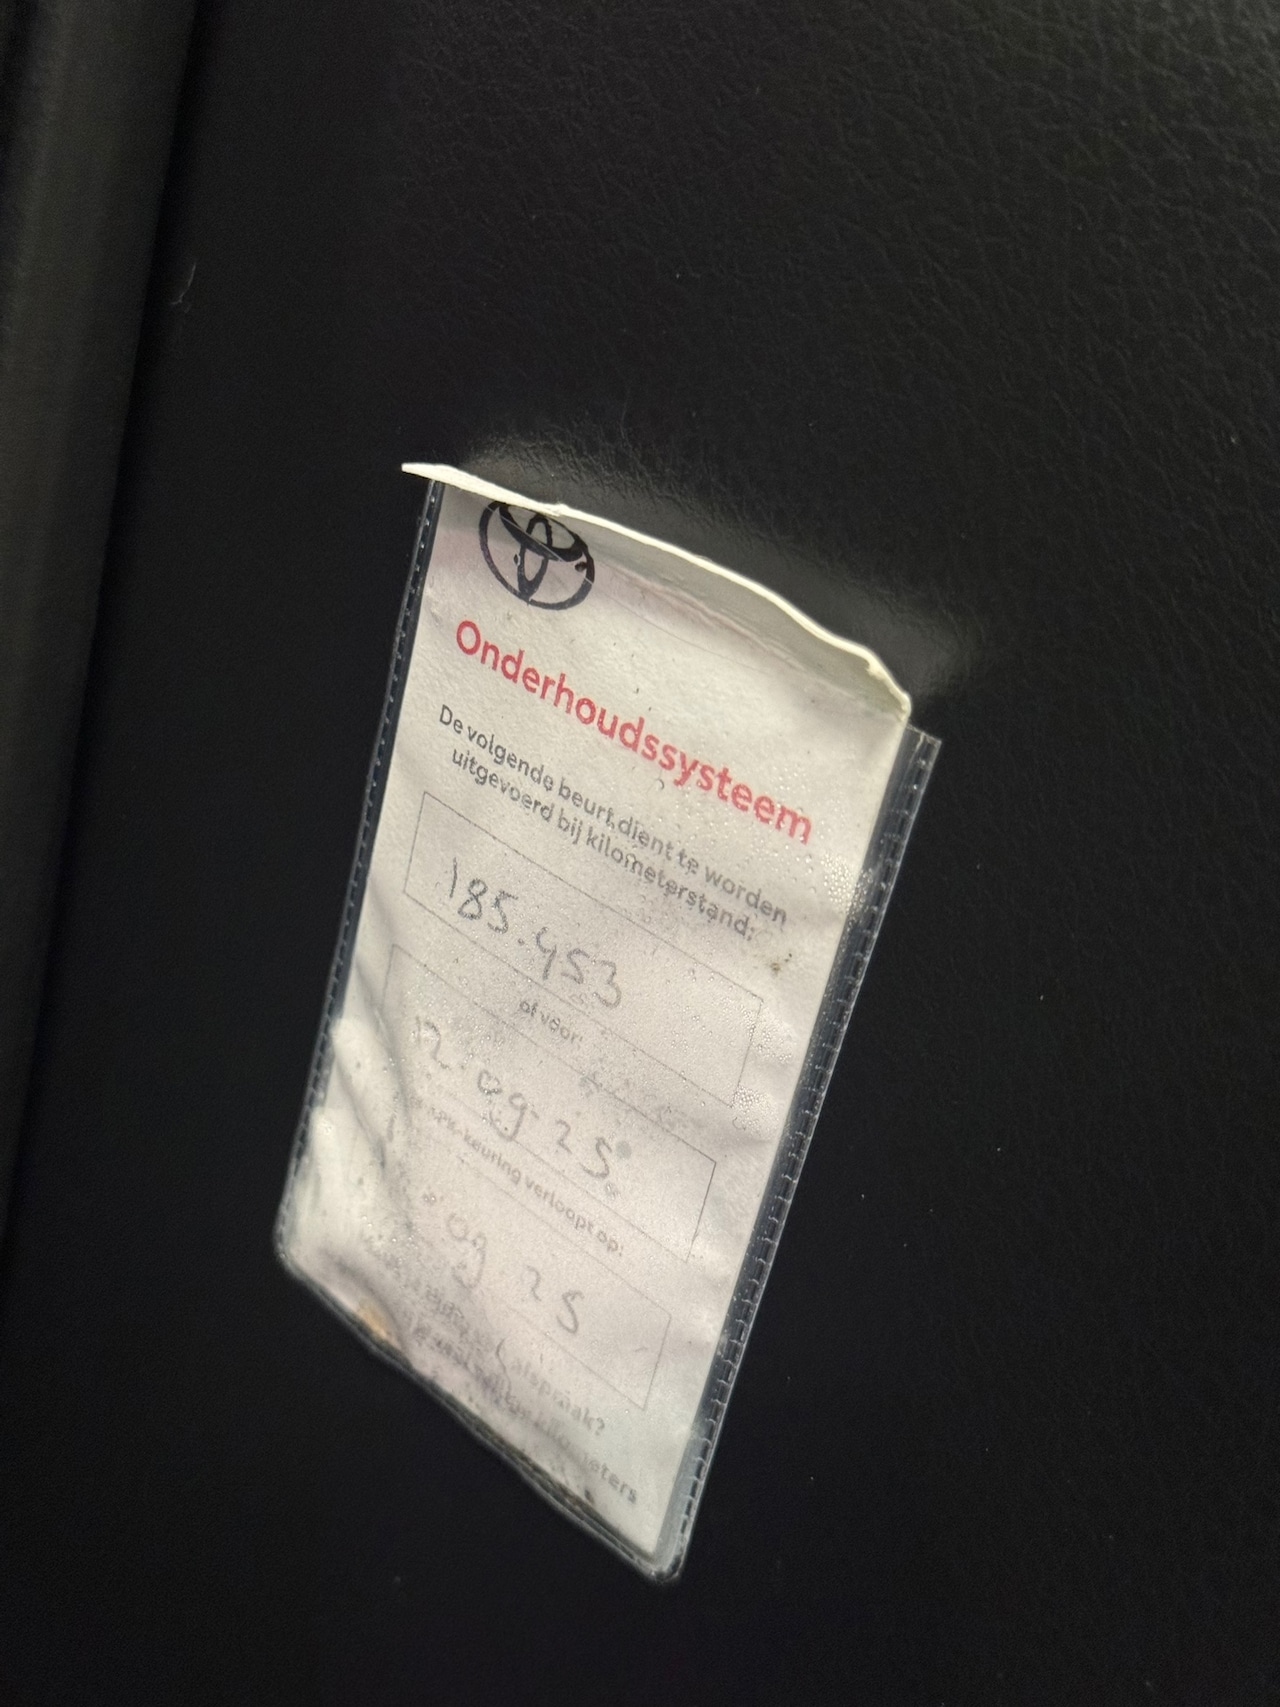 Onderhoudssysteem
De volgende beurt dient te worden
uitgevoerd bij kilometerstand:
185.453
of voor:
12-09-25
keuring verloopt op:
09 25
afspraak?